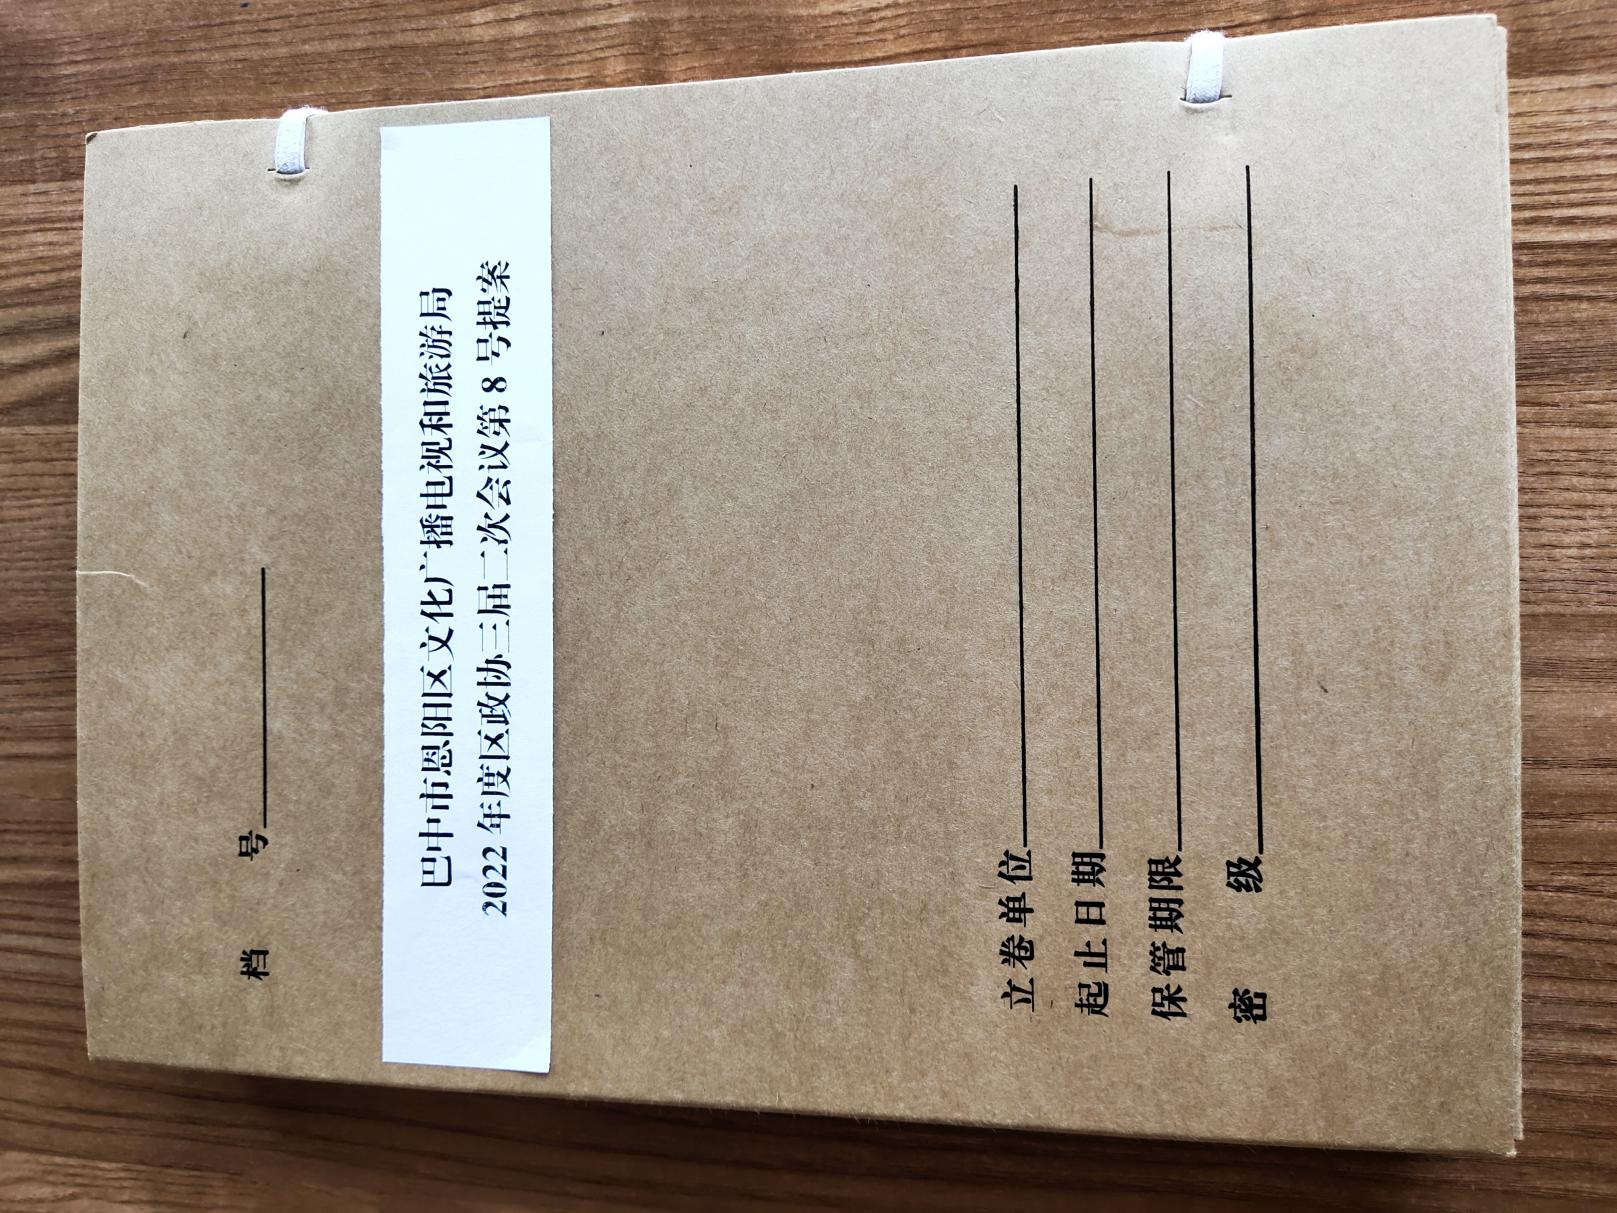 档 号
巴中市恩阳区文化广播电视和旅游局
2022 年度区政协三届二次会议第 8 号提案
立卷单位
起止日期
保管期限
密 级